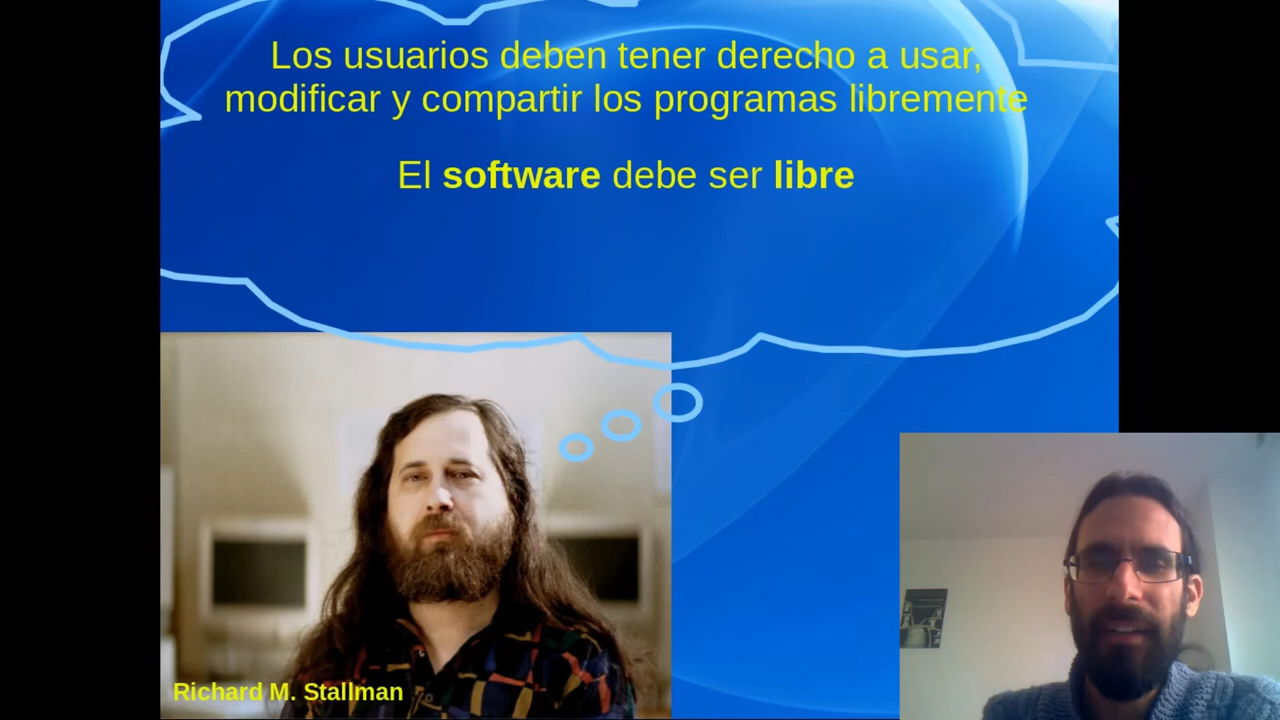 Los usuarios deben tener derecho a usar,
modificar y compartir los programas libremente
El software debe ser libre
Richard M. Stallman